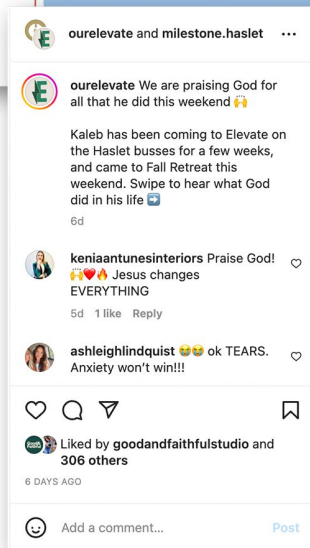 ourelevate and milestone.haslet
ourelevate We are praising God for
all that he did this weekend 🙌
Kaleb has been coming to Elevate on
the Haslet busses for a few weeks,
and came to Fall Retreat this
weekend. Swipe to hear what God
did in his life ➡️
6d
keniaantunesinteriors Praise God!
🙌❤️🔥 Jesus changes
EVERYTHING
5d 1 like Reply
ashleighlindquist 😭😭 ok TEARS.
Anxiety won't win!!!
Liked by goodandfaithfulstudio and
306 others
6 DAYS AGO
Add a comment... Post